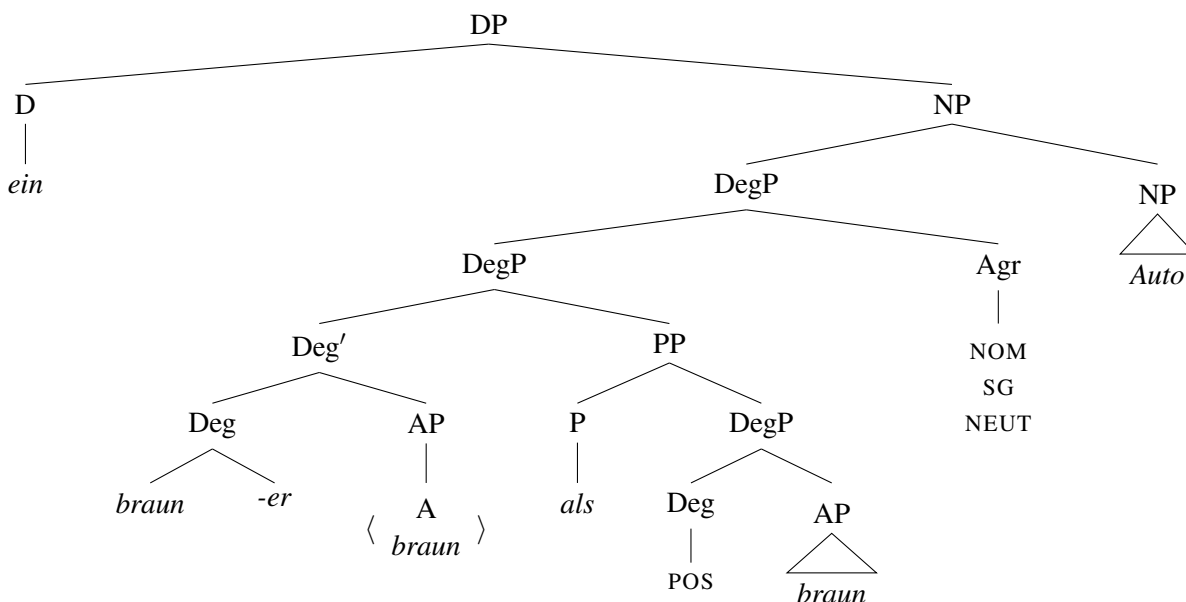 DP
D NP
ein DegP NP
DegP Agr Auto
Deg′ PP NOM
SG
Deg AP P DegP NEUT
braun -er ⟨ A ⟩ als Deg AP
braun
POS braun